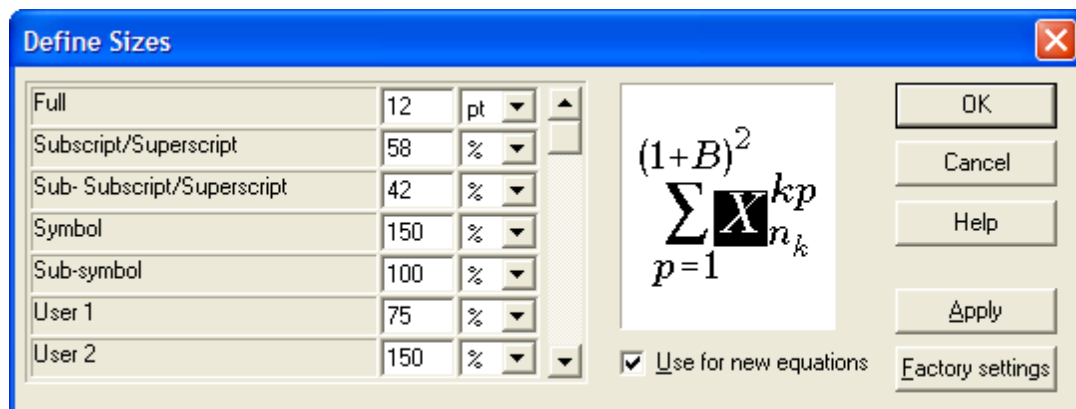 Define Sizes
Full 12 pt
Subscript/Superscript 58 %
Sub- Subscript/Superscript 42 %
Symbol 150 %
Sub-symbol 100 %
User 1 75 %
User 2 150 %
(1+B)²
∑ X kp
n k
p=1
Use for new equations
OK
Cancel
Help
Apply
Factory settings